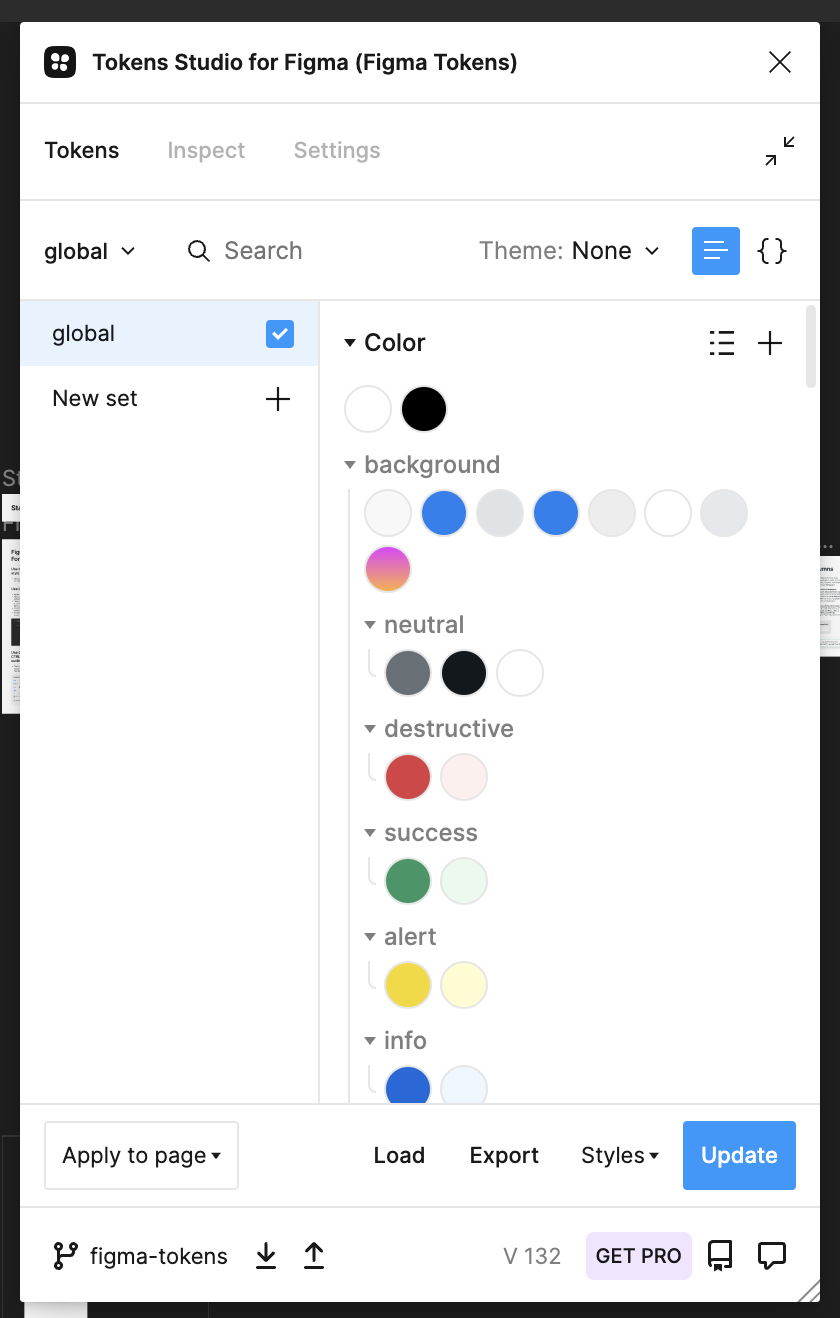 Tokens Studio for Figma (Figma Tokens)
Tokens Inspect Settings
global Search Theme: None {}
global
New set
Color
background
neutral
destructive
success
alert
info
Apply to page Load Export Styles Update
figma-tokens V 132 GET PRO